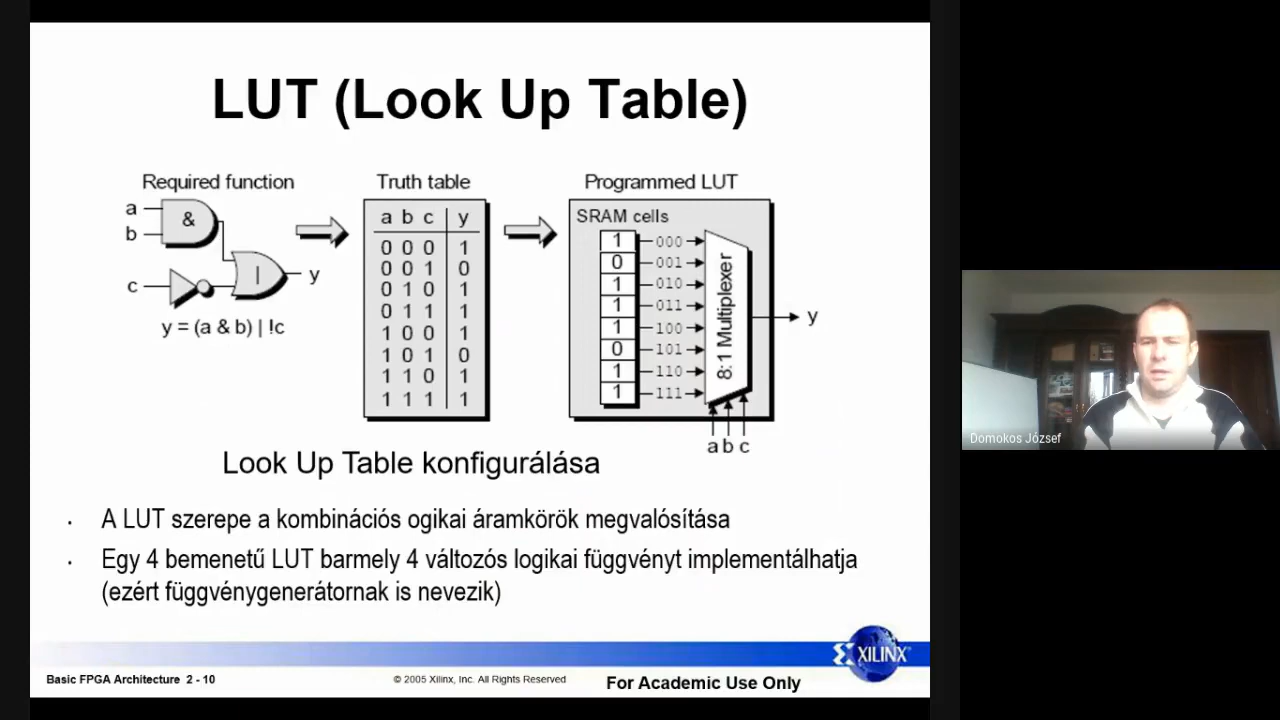 LUT (Look Up Table)
Required function
a
b
&
c
|
y
y = (a & b) | !c
Truth table
a b c y
0 0 0 1
0 0 1 0
0 1 0 1
0 1 1 1
1 0 0 1
1 0 1 0
1 1 0 1
1 1 1 1
Programmed LUT
SRAM cells
1 000
0 001
1 010
1 011
1 100
0 101
1 110
1 111
8:1 Multiplexer
y
a b c
Look Up Table konfigurálása
· A LUT szerepe a kombinációs ogikai áramkörök megvalósítása
· Egy 4 bemenetű LUT barmely 4 változós logikai függvényt implementálhatja
(ezért függvénygenerátornak is nevezik)
XILINX®
Basic FPGA Architecture 2 - 10
© 2005 Xilinx, Inc. All Rights Reserved
For Academic Use Only
Domokos József